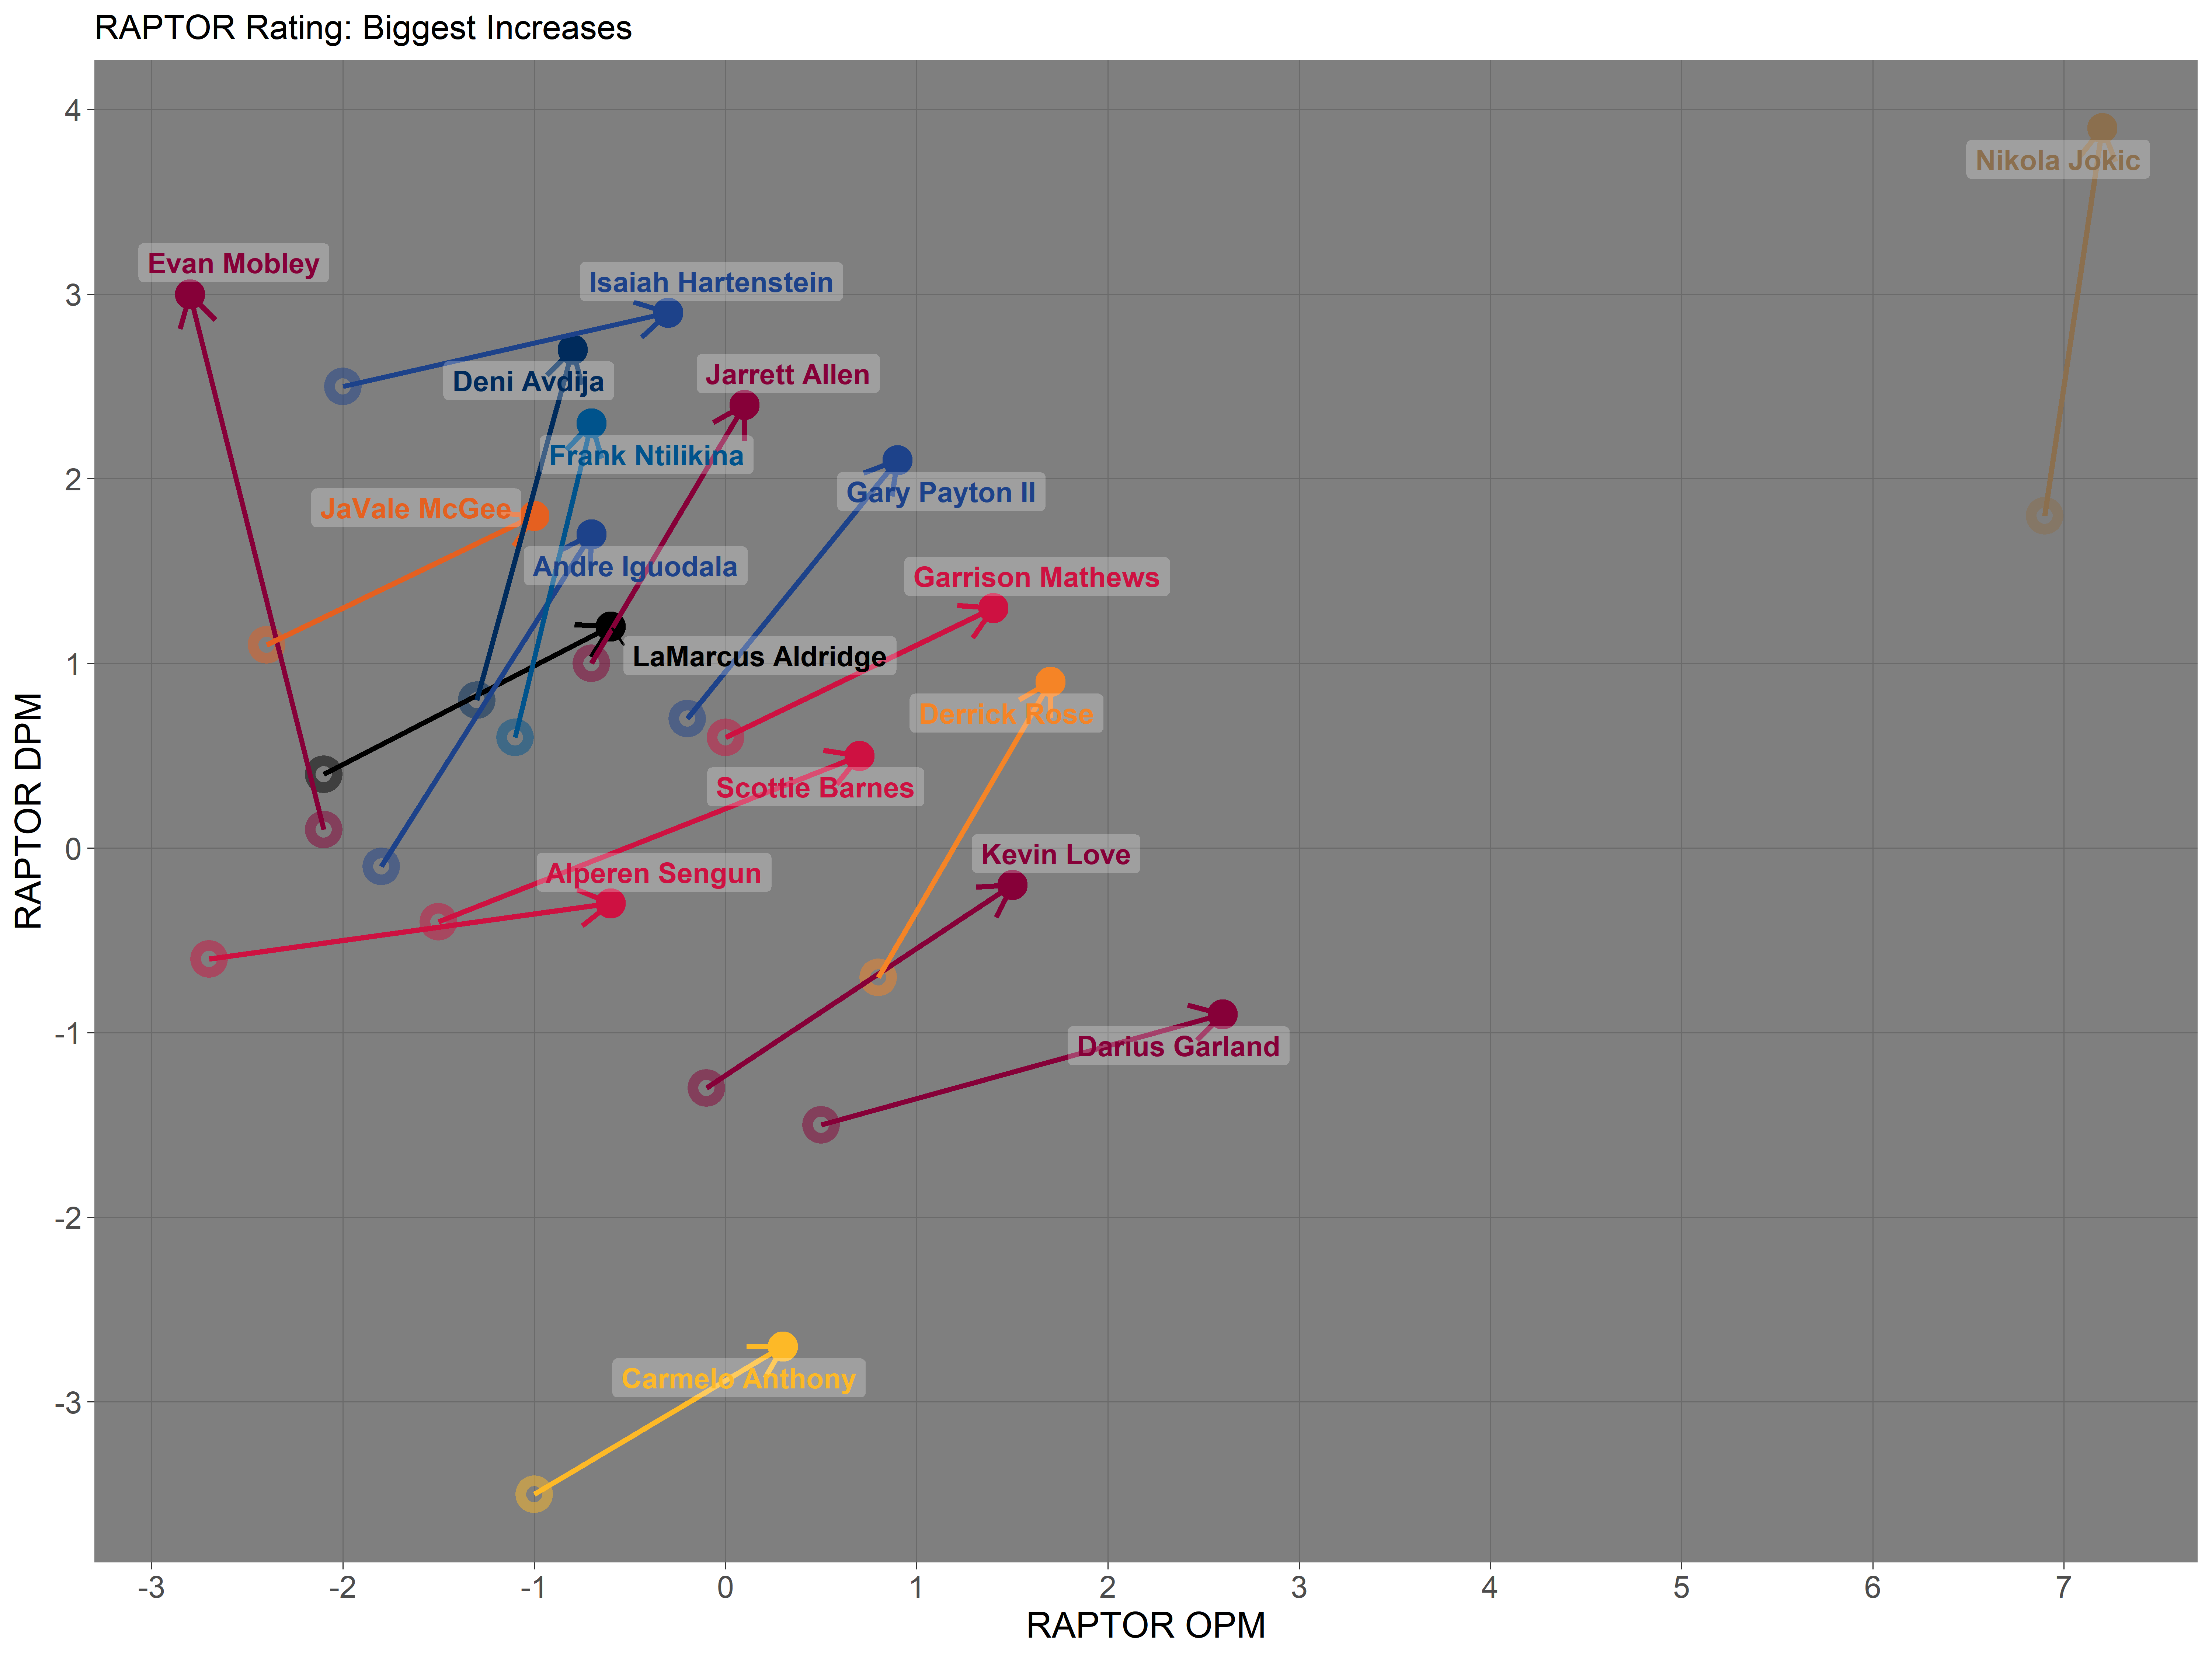 RAPTOR Rating: Biggest Increases
4
3
2
1
0
-1
-2
-3
RAPTOR DPM
Nikola Jokic
Evan Mobley
Isaiah Hartenstein
Deni Avdija
Jarrett Allen
Frank Ntilikina
Gary Payton II
JaVale McGee
Andre Iguodala
Garrison Mathews
LaMarcus Aldridge
Derrick Rose
Scottie Barnes
Kevin Love
Alperen Sengun
Darius Garland
Carmelo Anthony
-3 -2 -1 0 1 2 3 4 5 6 7
RAPTOR OPM